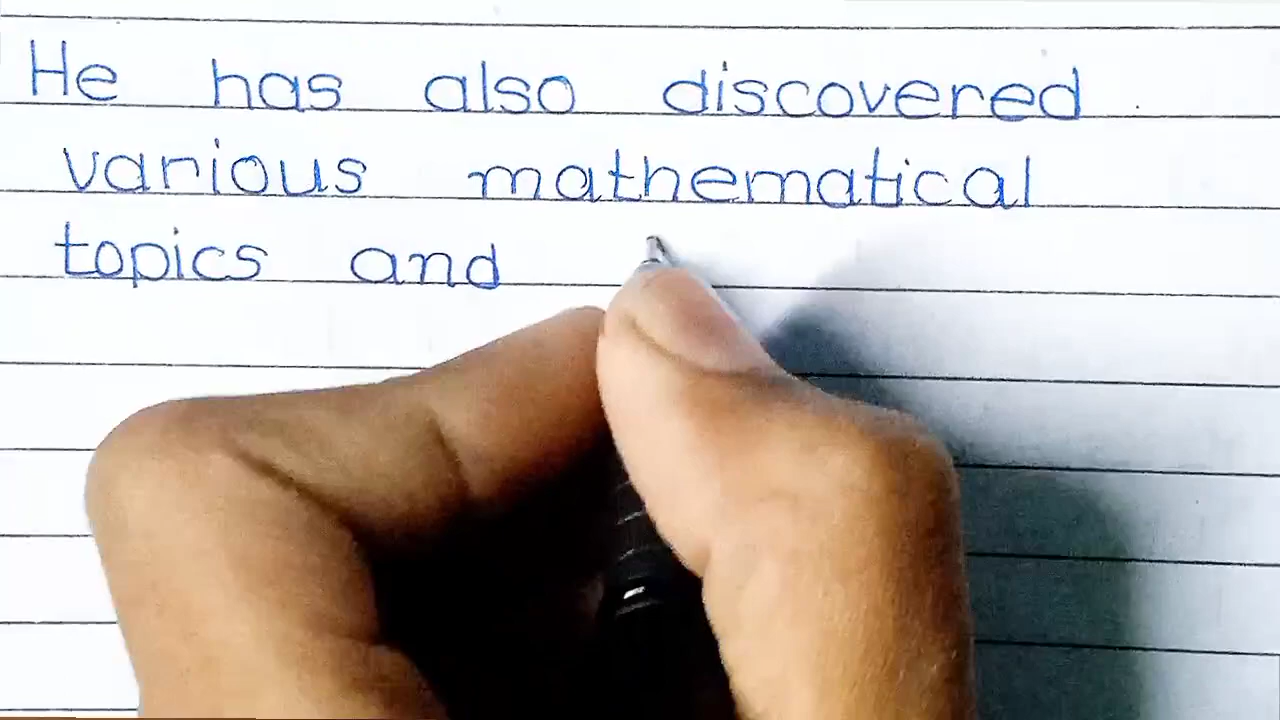 He has also discovered
various mathematical
topics and